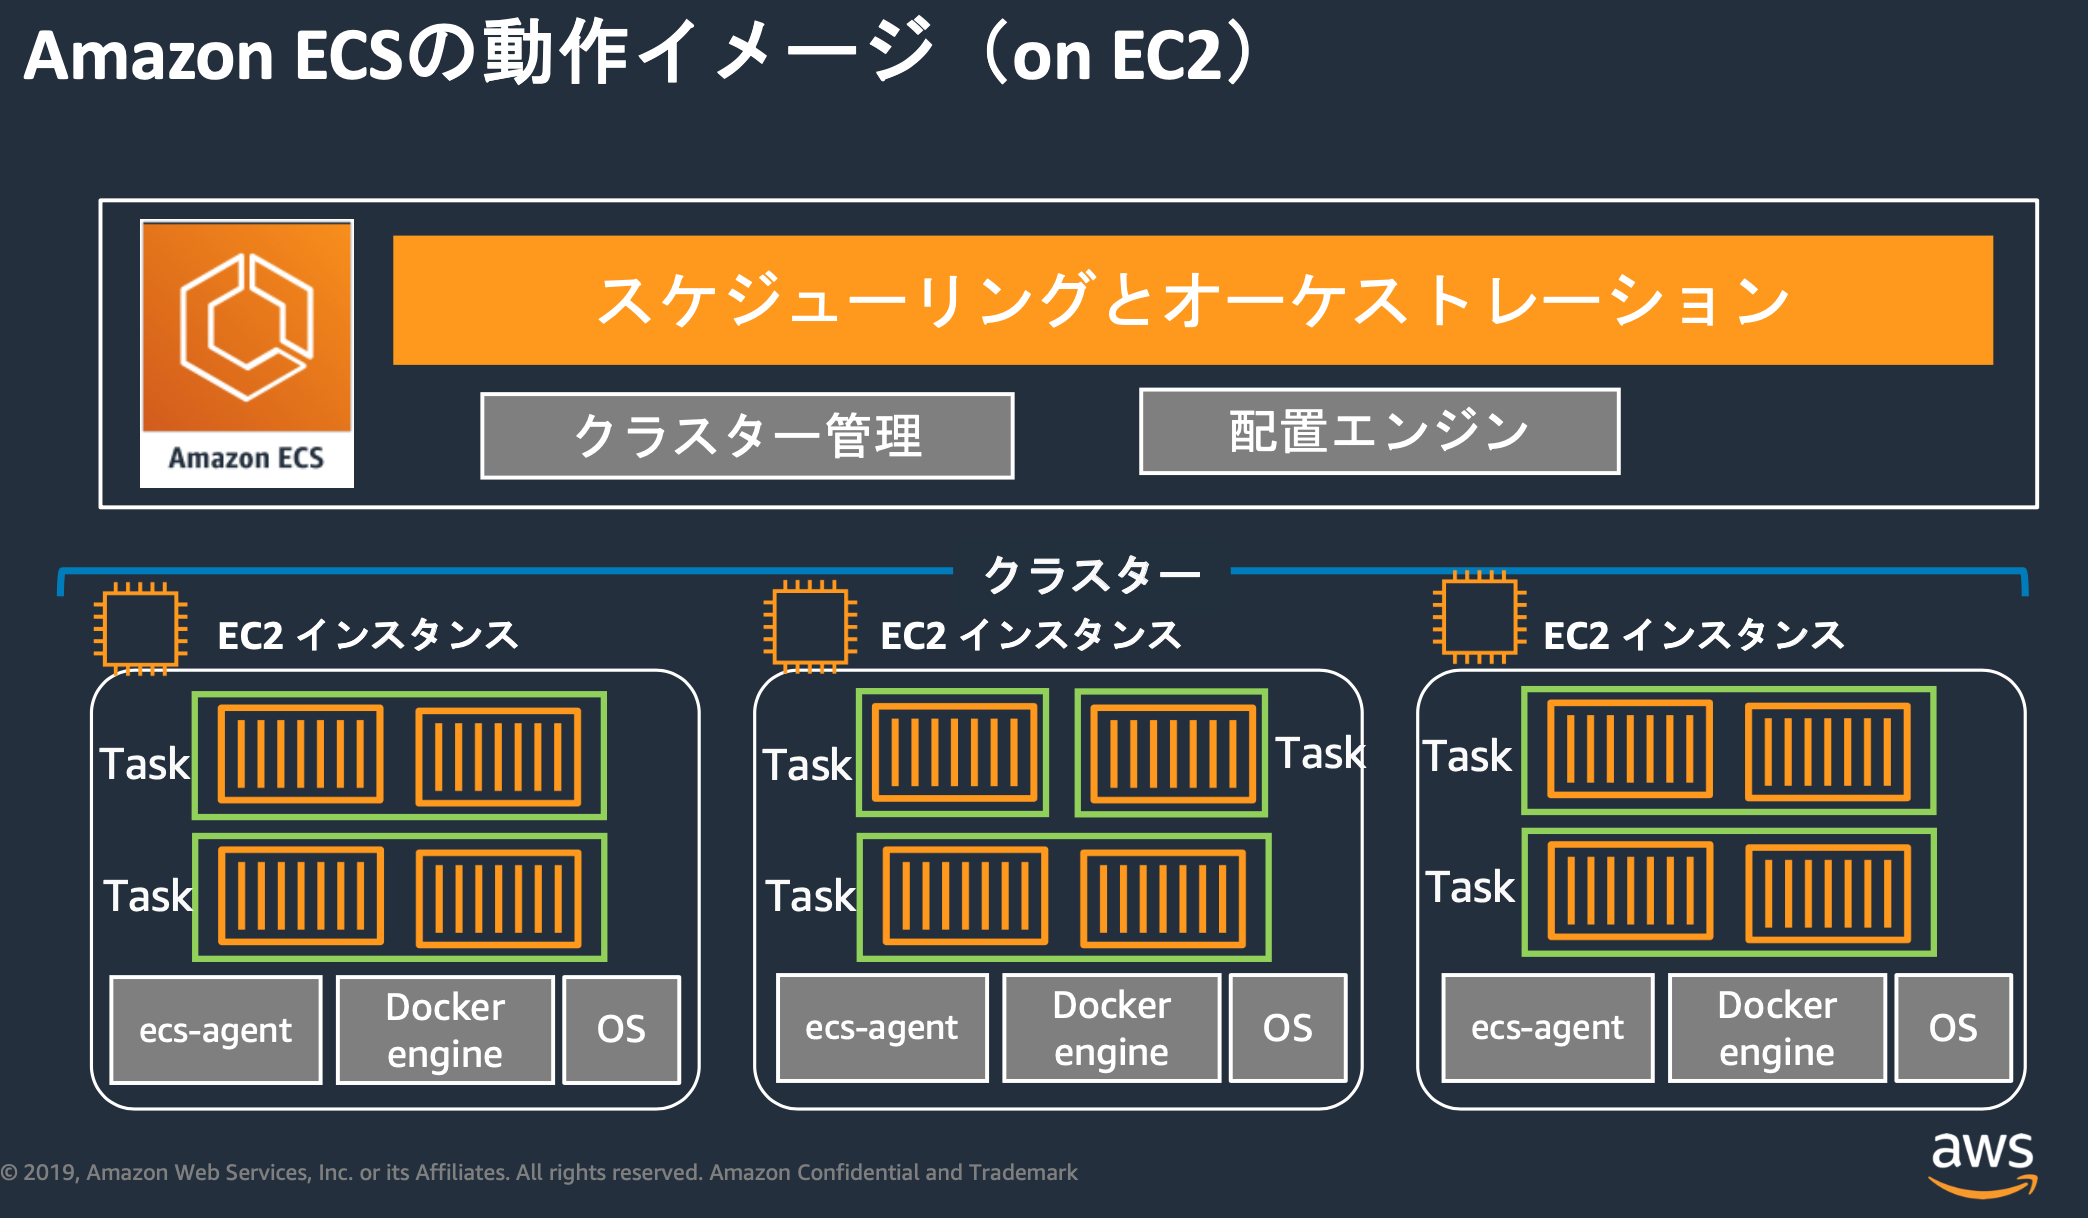 Amazon ECSの動作イメージ（on EC2）
スケジューリングとオーケストレーション
Amazon ECS
クラスター管理
配置エンジン
クラスター
EC2 インスタンス
Task
Task
ecs-agent
Docker
engine
OS
EC2 インスタンス
Task
Task
Task
ecs-agent
Docker
engine
OS
EC2 インスタンス
Task
Task
ecs-agent
Docker
engine
OS
© 2019, Amazon Web Services, Inc. or its Affiliates. All rights reserved. Amazon Confidential and Trademark
aws